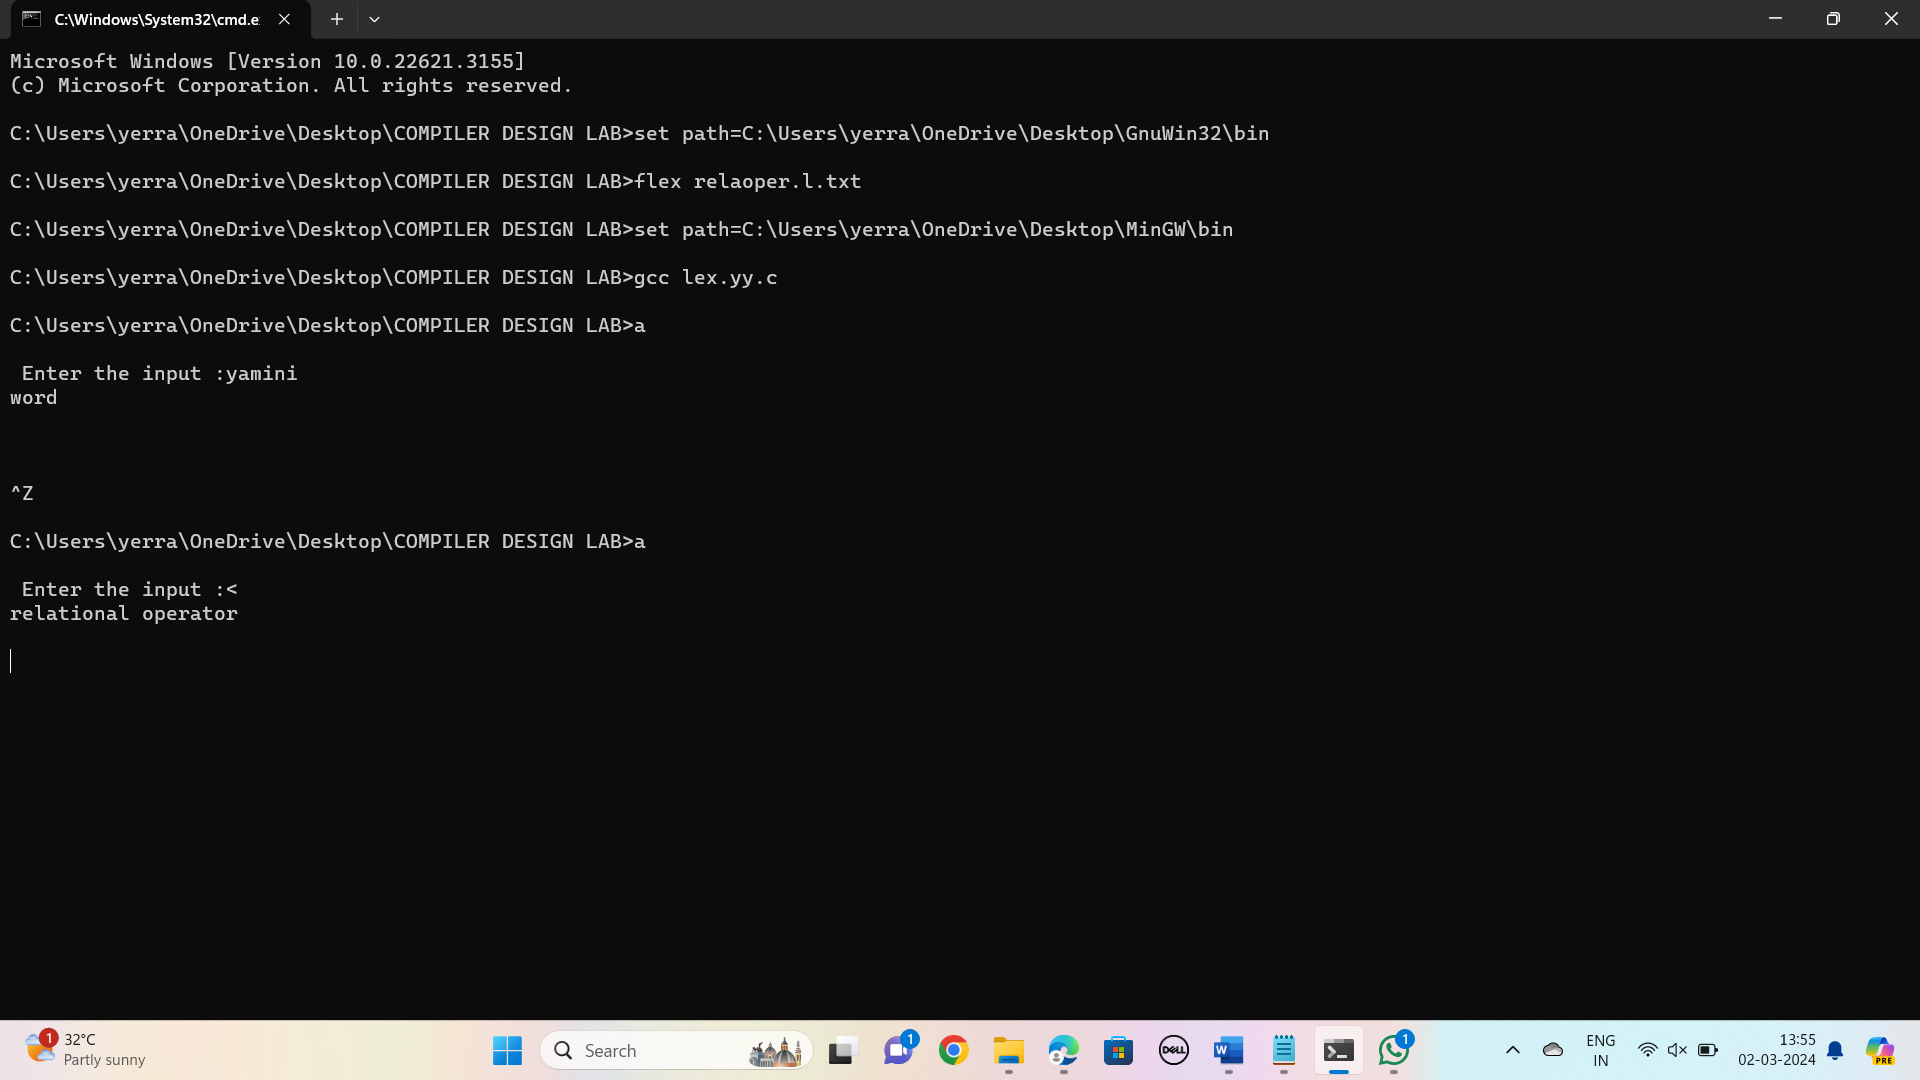 C:\Windows\System32\cmd.e
Microsoft Windows [Version 10.0.22621.3155]
(c) Microsoft Corporation. All rights reserved.
C:\Users\yerra\OneDrive\Desktop\COMPILER DESIGN LAB>set path=C:\Users\yerra\OneDrive\Desktop\GnuWin32\bin
C:\Users\yerra\OneDrive\Desktop\COMPILER DESIGN LAB>flex relaoper.l.txt
C:\Users\yerra\OneDrive\Desktop\COMPILER DESIGN LAB>set path=C:\Users\yerra\OneDrive\Desktop\MinGW\bin
C:\Users\yerra\OneDrive\Desktop\COMPILER DESIGN LAB>gcc lex.yy.c
C:\Users\yerra\OneDrive\Desktop\COMPILER DESIGN LAB>a
Enter the input :yamini
word
^Z
C:\Users\yerra\OneDrive\Desktop\COMPILER DESIGN LAB>a
Enter the input :<
relational operator
1
32°C
Partly sunny
Search
1
DELL
W
1
ENG
IN
13:55
02-03-2024
PRE